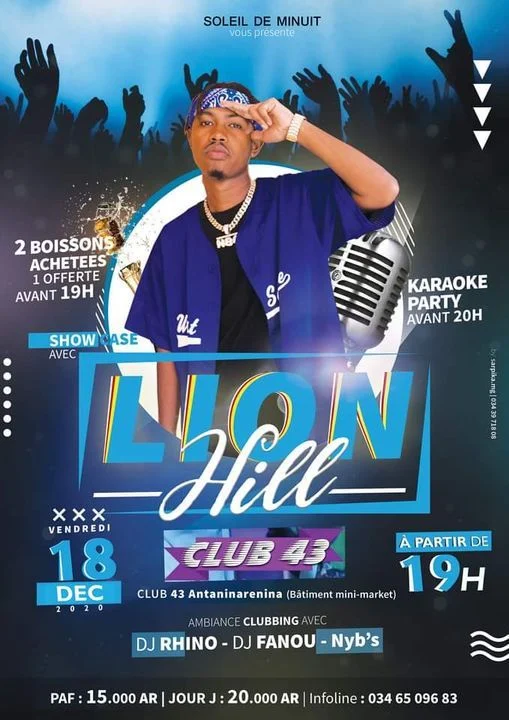 SOLEIL DE MINUIT
vous présente
2 BOISSONS
ACHETEES
1 OFFERTE
AVANT 19H
KARAOKE
PARTY
AVANT 20H
SHOWCASE
AVEC
LION
Hill
XXX
VENDREDI
18
DEC
2020
CLUB 43
À PARTIR DE
19H
CLUB 43 Antaninarenina (Bâtiment mini-market)
AMBIANCE CLUBBING AVEC
DJ RHINO - DJ FANOU - Nyb's
PAF : 15.000 AR | JOUR J : 20.000 AR | Infoline : 034 65 096 83